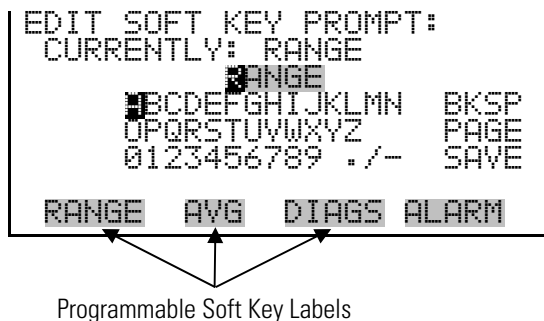 EDIT SOFT KEY PROMPT:
CURRENTLY: RANGE
RANGE
ABCDEFGHIJKLMN BKSP
OPQRSTUVWXYZ PAGE
0123456789 ./- SAVE
RANGE AVG DIAGS ALARM
Programmable Soft Key Labels